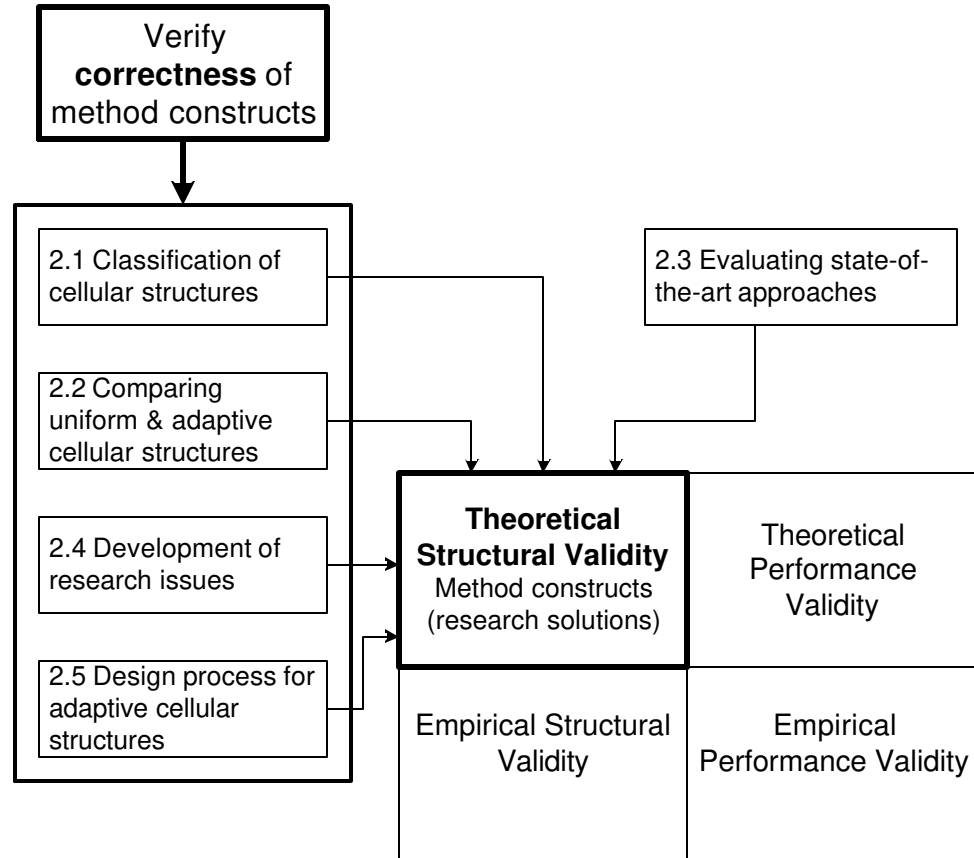 Verify
correctness of
method constructs
2.1 Classification of
cellular structures
2.3 Evaluating state-of-
the-art approaches
2.2 Comparing
uniform & adaptive
cellular structures
2.4 Development of
research issues
2.5 Design process for
adaptive cellular
structures
Theoretical
Structural Validity
Method constructs
(research solutions)
Theoretical
Performance
Validity
Empirical Structural
Validity
Empirical
Performance Validity